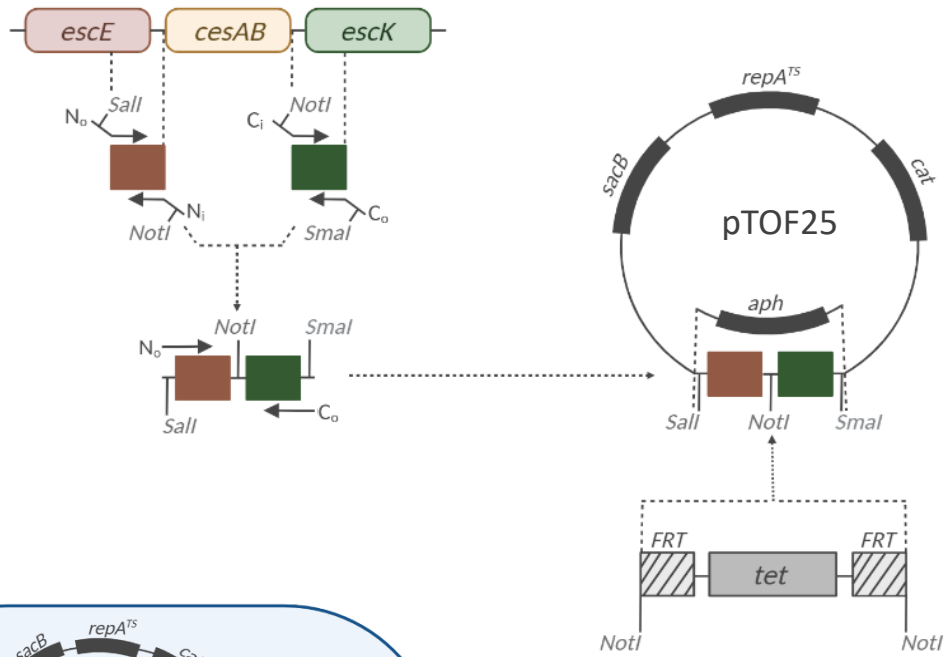 escE cesAB escK
SalI NotI
Nₒ Cᵢ
Nᵢ Cₒ
NotI SmaI
NotI SmaI
Nₒ
Cₒ
SalI
repAᵀˢ
sacB cat
pTOF25
aph
SalI NotI SmaI
FRT FRT
tet
NotI NotI
repAᵀˢ
sacB